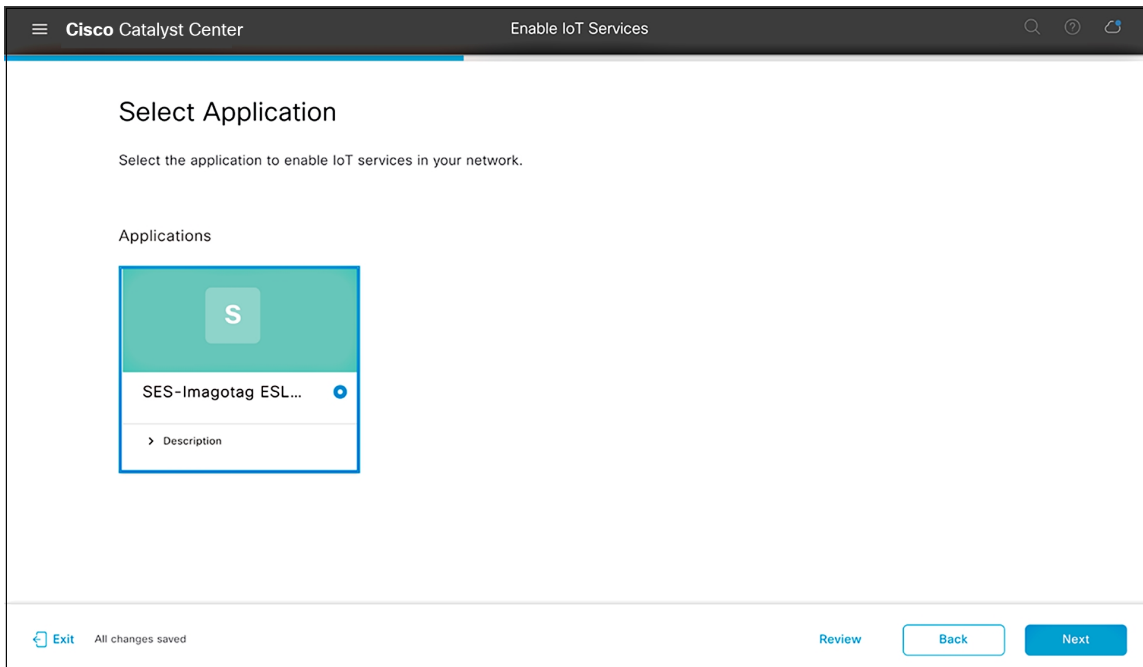 Cisco Catalyst Center
Enable IoT Services
Select Application
Select the application to enable IoT services in your network.
Applications
S
SES-Imagotag ESL...
Description
Exit
All changes saved
Review
Back
Next